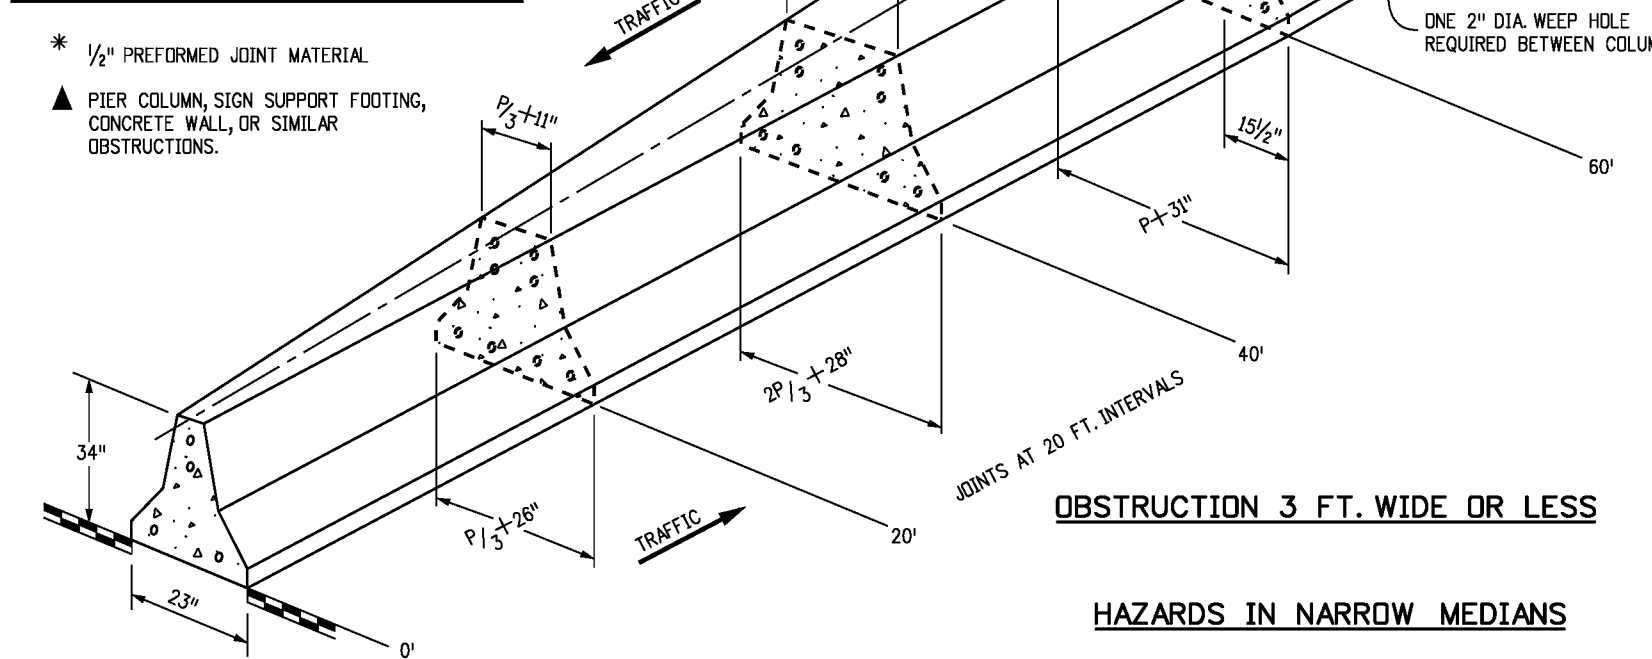 TRAFFIC
ONE 2" DIA. WEEP HOLE
REQUIRED BETWEEN COLUM
* 1/2" PREFORMED JOINT MATERIAL
▲ PIER COLUMN, SIGN SUPPORT FOOTING,
CONCRETE WALL, OR SIMILAR
OBSTRUCTIONS.
P/3+11"
15 1/2"
60'
P+31"
40'
2P/3+28"
JOINTS AT 20 FT. INTERVALS
34"
P/3+26"
TRAFFIC
20'
OBSTRUCTION 3 FT. WIDE OR LESS
23"
HAZARDS IN NARROW MEDIANS
0'